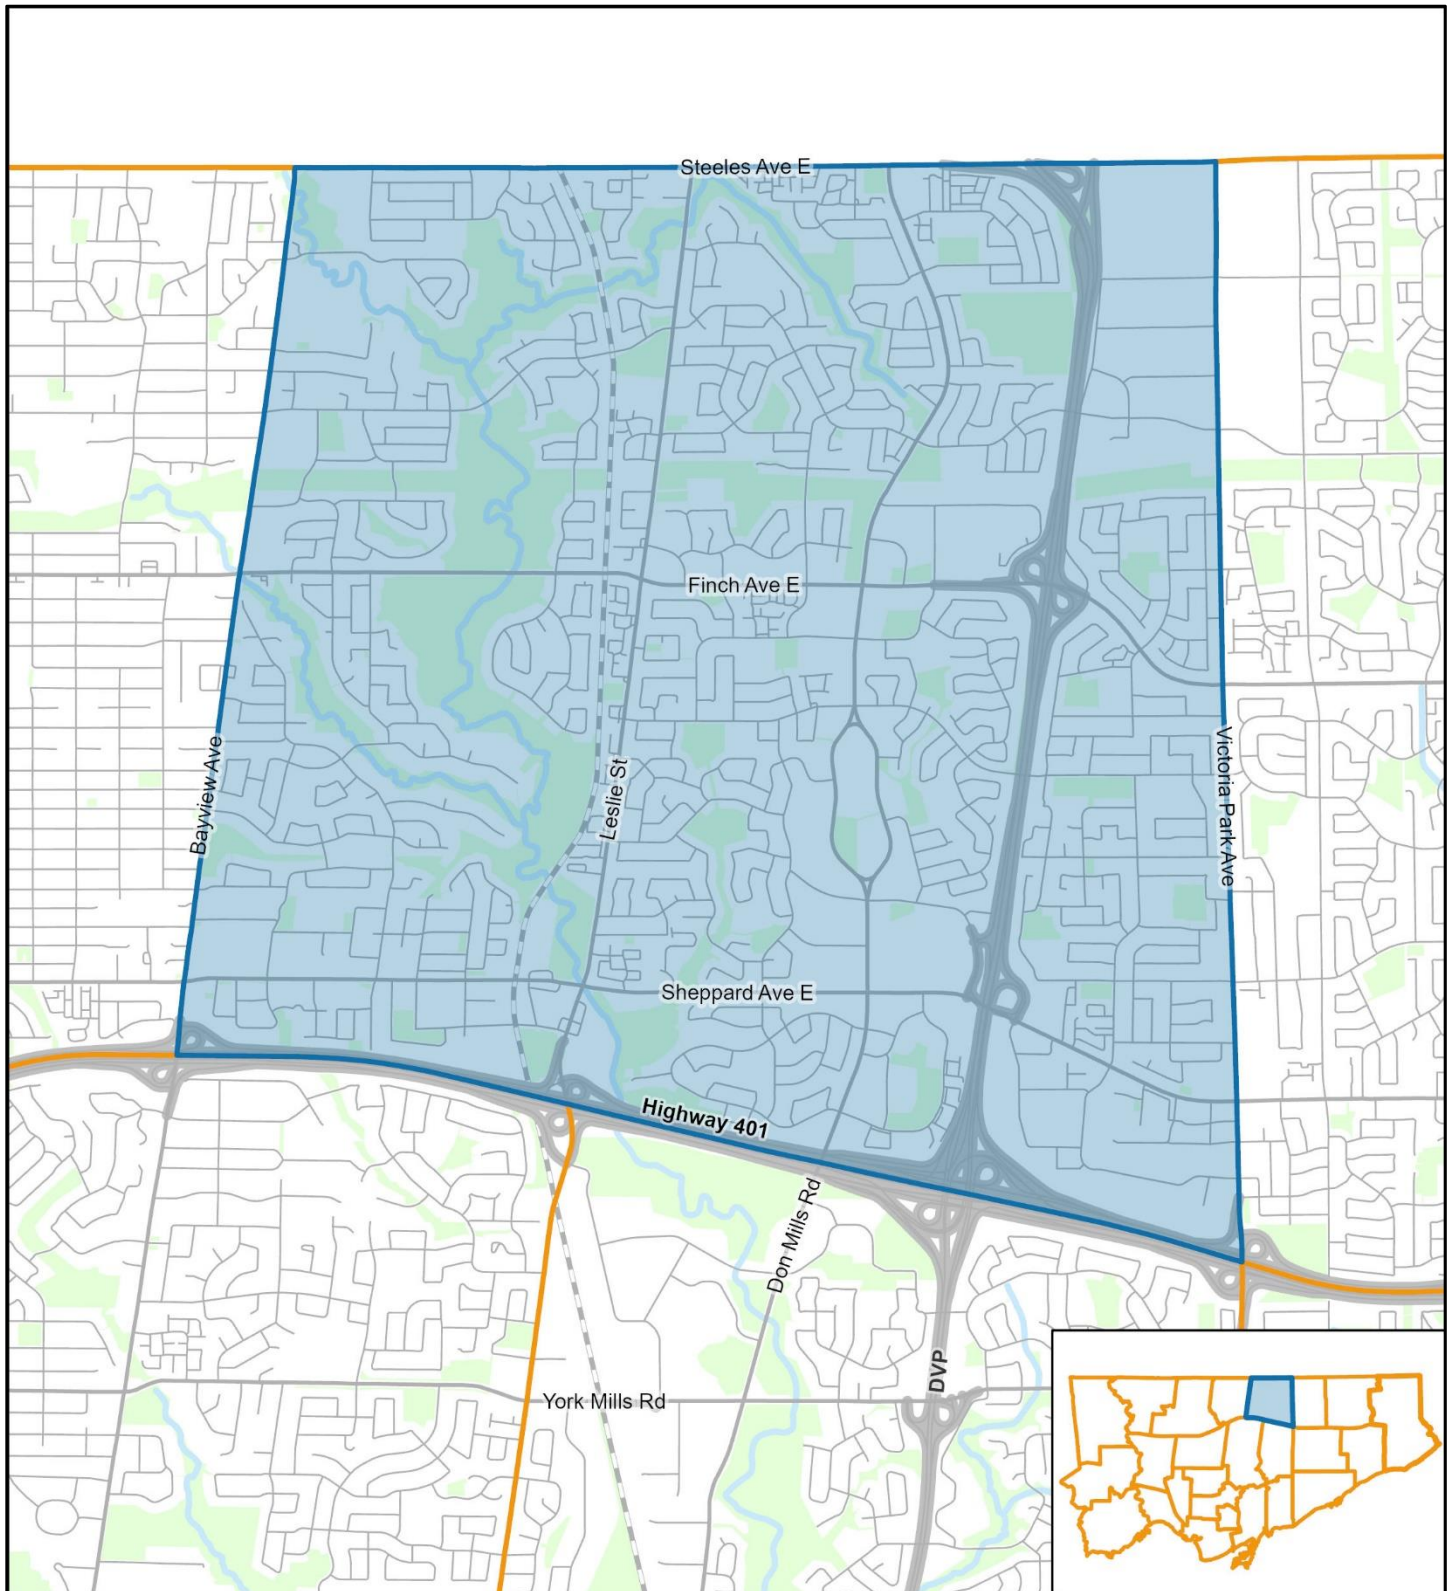 Steeles Ave E
Finch Ave E
Bayview Ave
Leslie St
Victoria Park Ave
Sheppard Ave E
Highway 401
Don Mills Rd
DVP
York Mills Rd